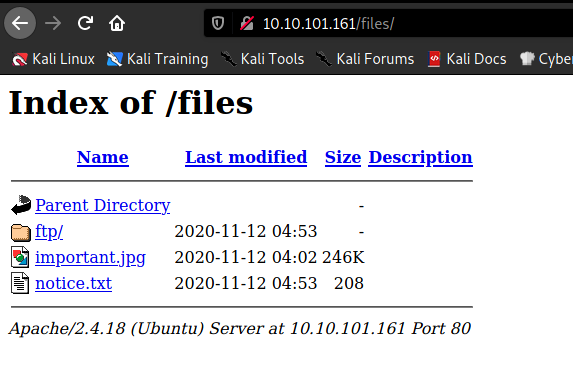 10.10.101.161/files/
Kali Linux Kali Training Kali Tools Kali Forums Kali Docs Cybe
Index of /files
Name Last modified Size Description
Parent Directory -
ftp/ 2020-11-12 04:53 -
important.jpg 2020-11-12 04:02 246K
notice.txt 2020-11-12 04:53 208
Apache/2.4.18 (Ubuntu) Server at 10.10.101.161 Port 80